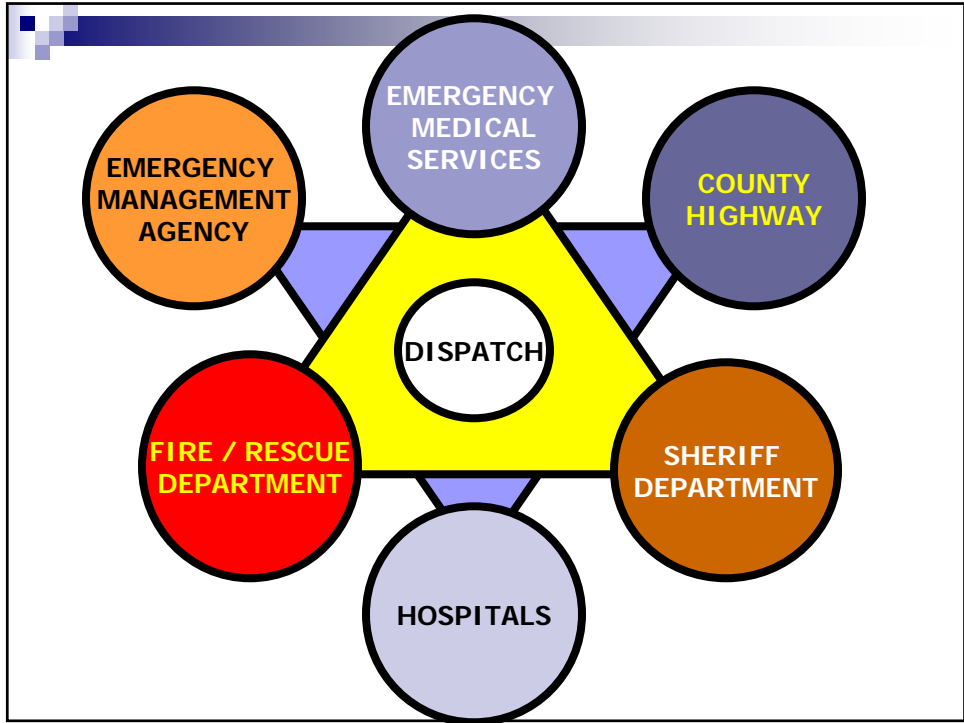 EMERGENCY
MEDICAL
SERVICES
EMERGENCY
MANAGEMENT
AGENCY
COUNTY
HIGHWAY
DISPATCH
FIRE / RESCUE
DEPARTMENT
SHERIFF
DEPARTMENT
HOSPITALS